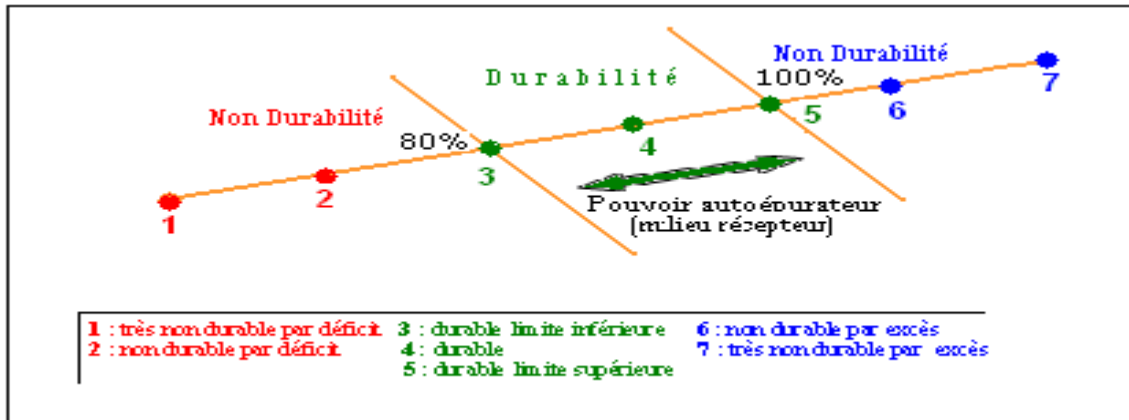 Non Durabilité
Durabilité
100%
7
6
5
Non Durabilité
80%
4
3
2
Pouvoir autoépurateur
(milieu récepteur)
1
1 : très non durable par déficit 3 : durable limite inférieure 6 : non durable par excès
2 : non durable par déficit 4 : durable 7 : très non durable par excès
5 : durable limite supérieure